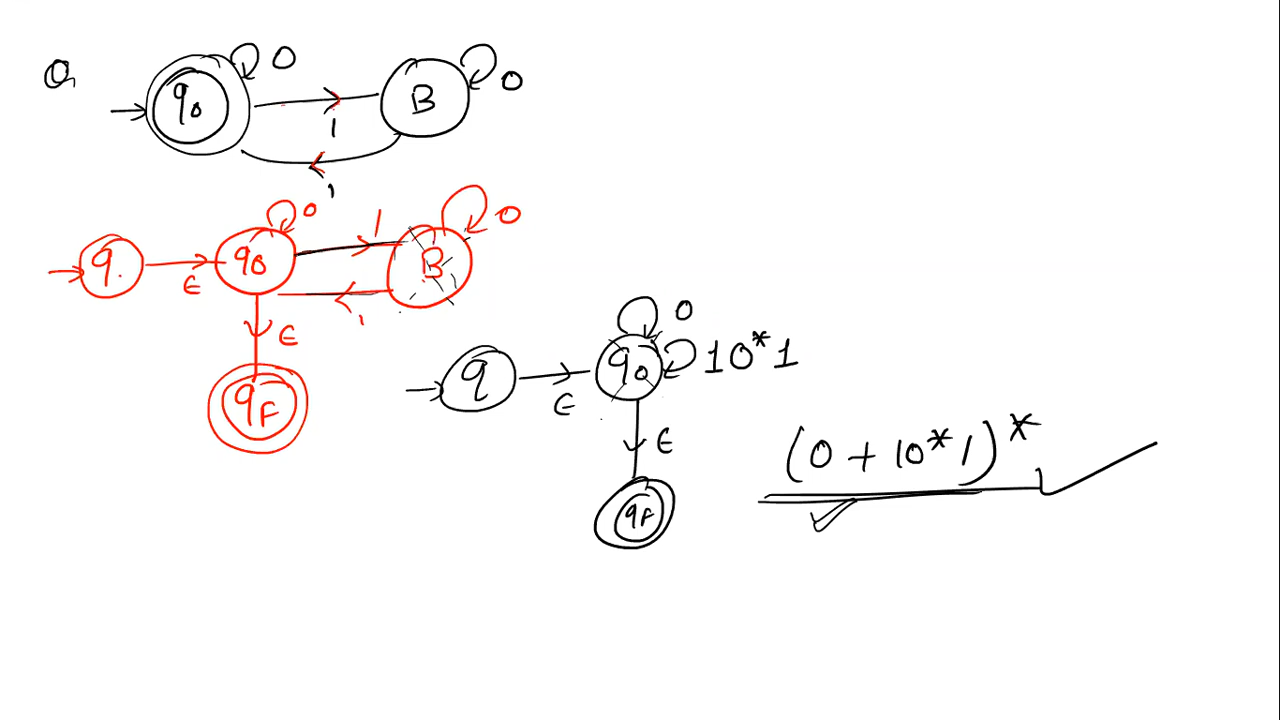 Q
q0 0 1 B 0
1
q ϵ q0 0 1 B 0
1
ϵ
qF
q ϵ q0 0 10*1
ϵ
qF
(0 + 10*1)*